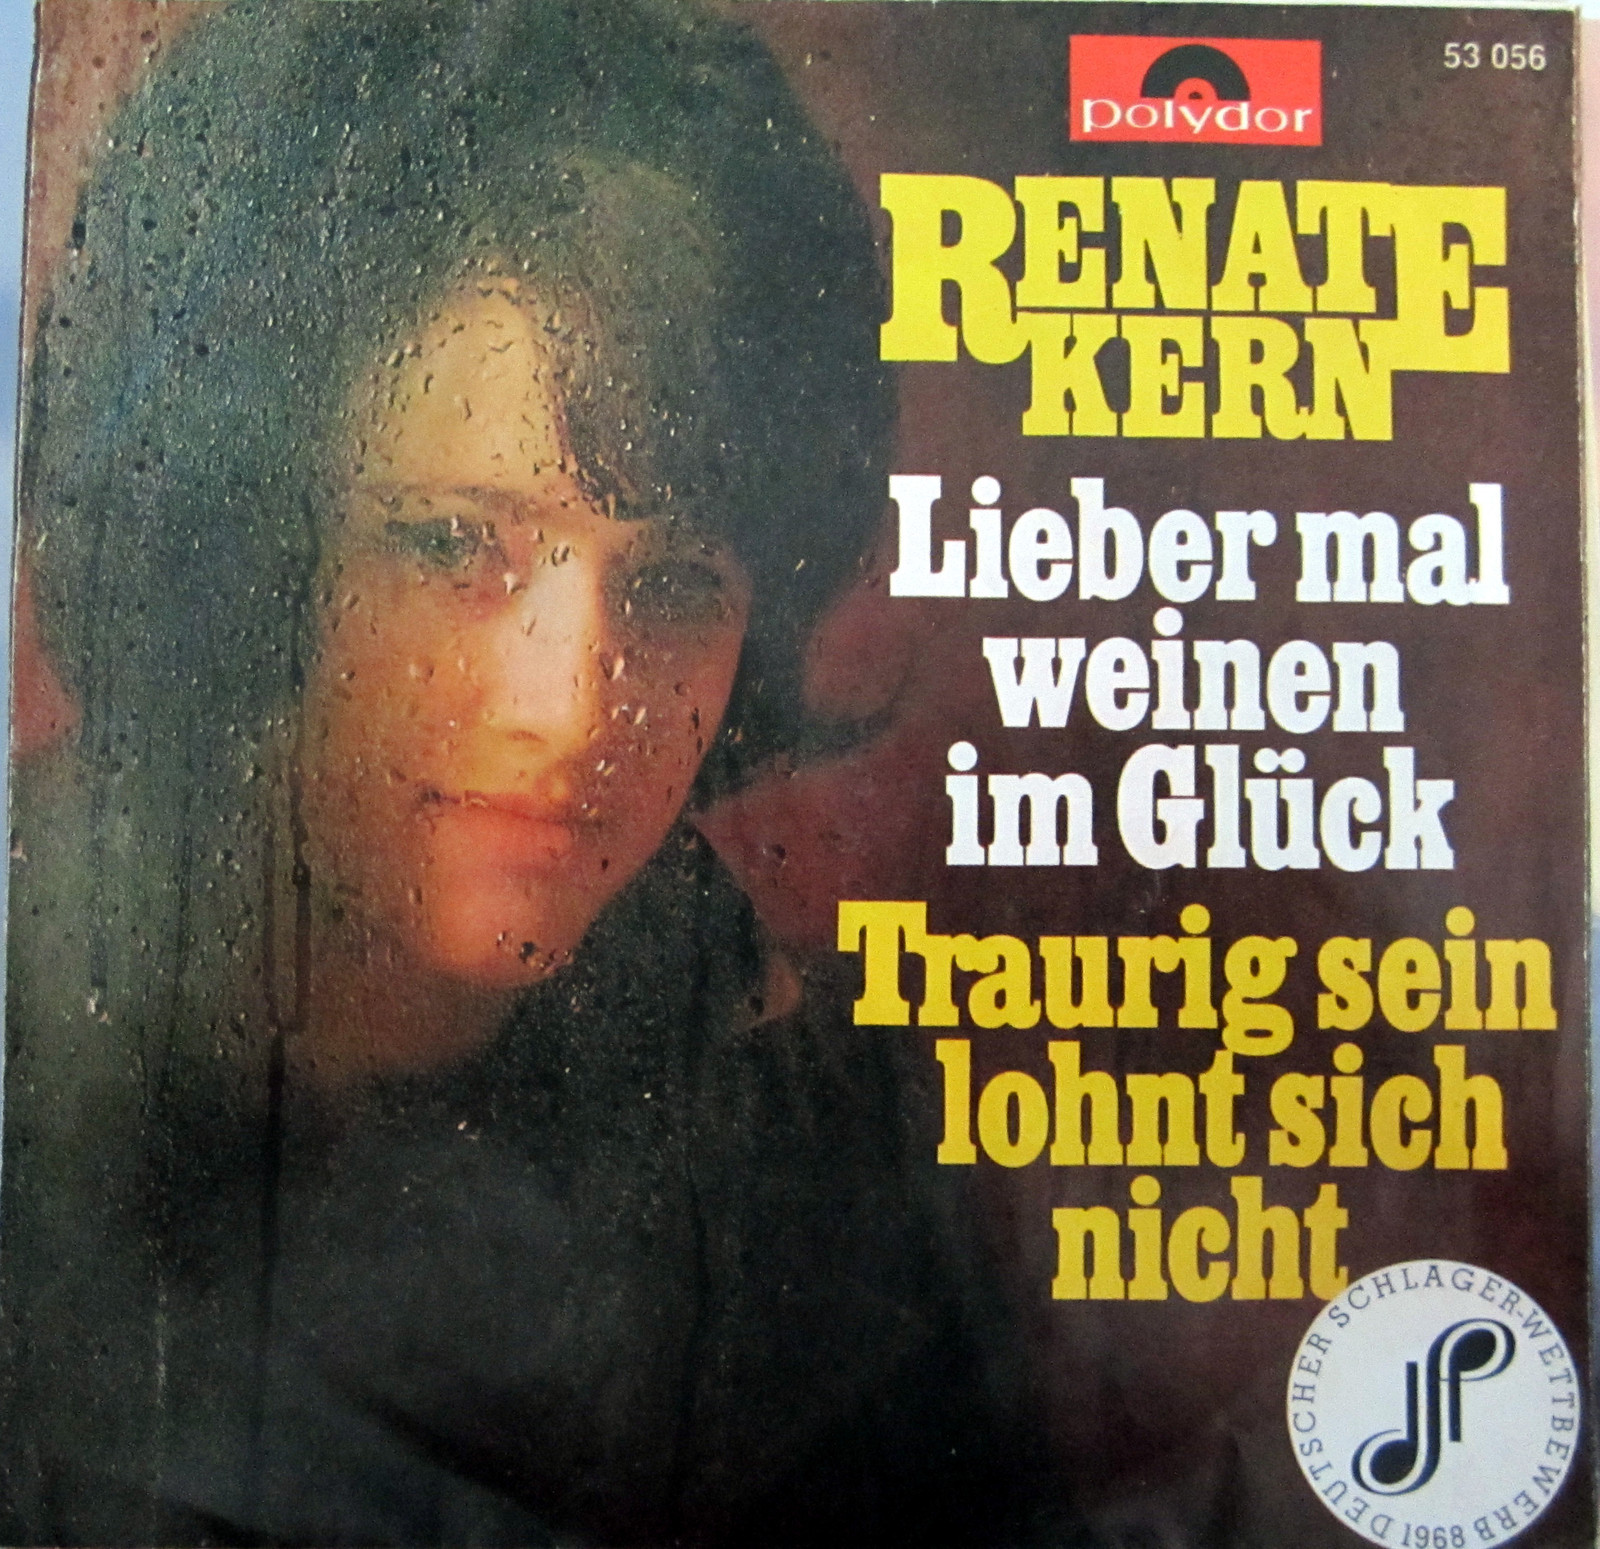 polydor
53 056
RENATE
KERN
Lieber mal
weinen
im Glück
Traurig sein
lohnt sich
nicht
DEUTSCHER SCHLAGER-WETTBEWERB
1968